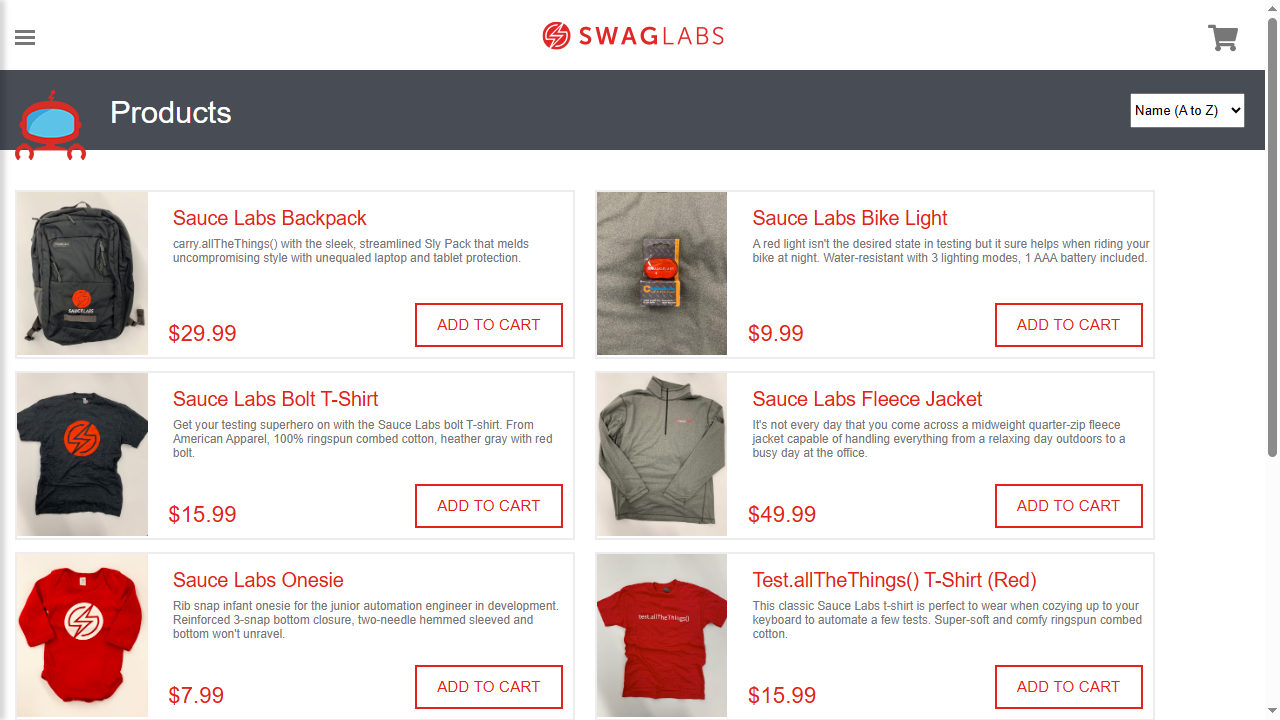 SWAGLABS
Products
Name (A to Z)
Sauce Labs Backpack
carry.allTheThings() with the sleek, streamlined Sly Pack that melds
uncompromising style with unequaled laptop and tablet protection.
$29.99
ADD TO CART
SAUCELABS
Sauce Labs Bike Light
A red light isn't the desired state in testing but it sure helps when riding your
bike at night. Water-resistant with 3 lighting modes, 1 AAA battery included.
$9.99
ADD TO CART
Sauce Labs Bolt T-Shirt
Get your testing superhero on with the Sauce Labs bolt T-shirt. From
American Apparel, 100% ringspun combed cotton, heather gray with red
bolt.
$15.99
ADD TO CART
Sauce Labs Fleece Jacket
It's not every day that you come across a midweight quarter-zip fleece
jacket capable of handling everything from a relaxing day outdoors to a
busy day at the office.
$49.99
ADD TO CART
Sauce Labs Onesie
Rib snap infant onesie for the junior automation engineer in development.
Reinforced 3-snap bottom closure, two-needle hemmed sleeved and
bottom won't unravel.
$7.99
ADD TO CART
test.allTheThings()
Test.allTheThings() T-Shirt (Red)
This classic Sauce Labs t-shirt is perfect to wear when cozying up to your
keyboard to automate a few tests. Super-soft and comfy ringspun combed
cotton.
$15.99
ADD TO CART